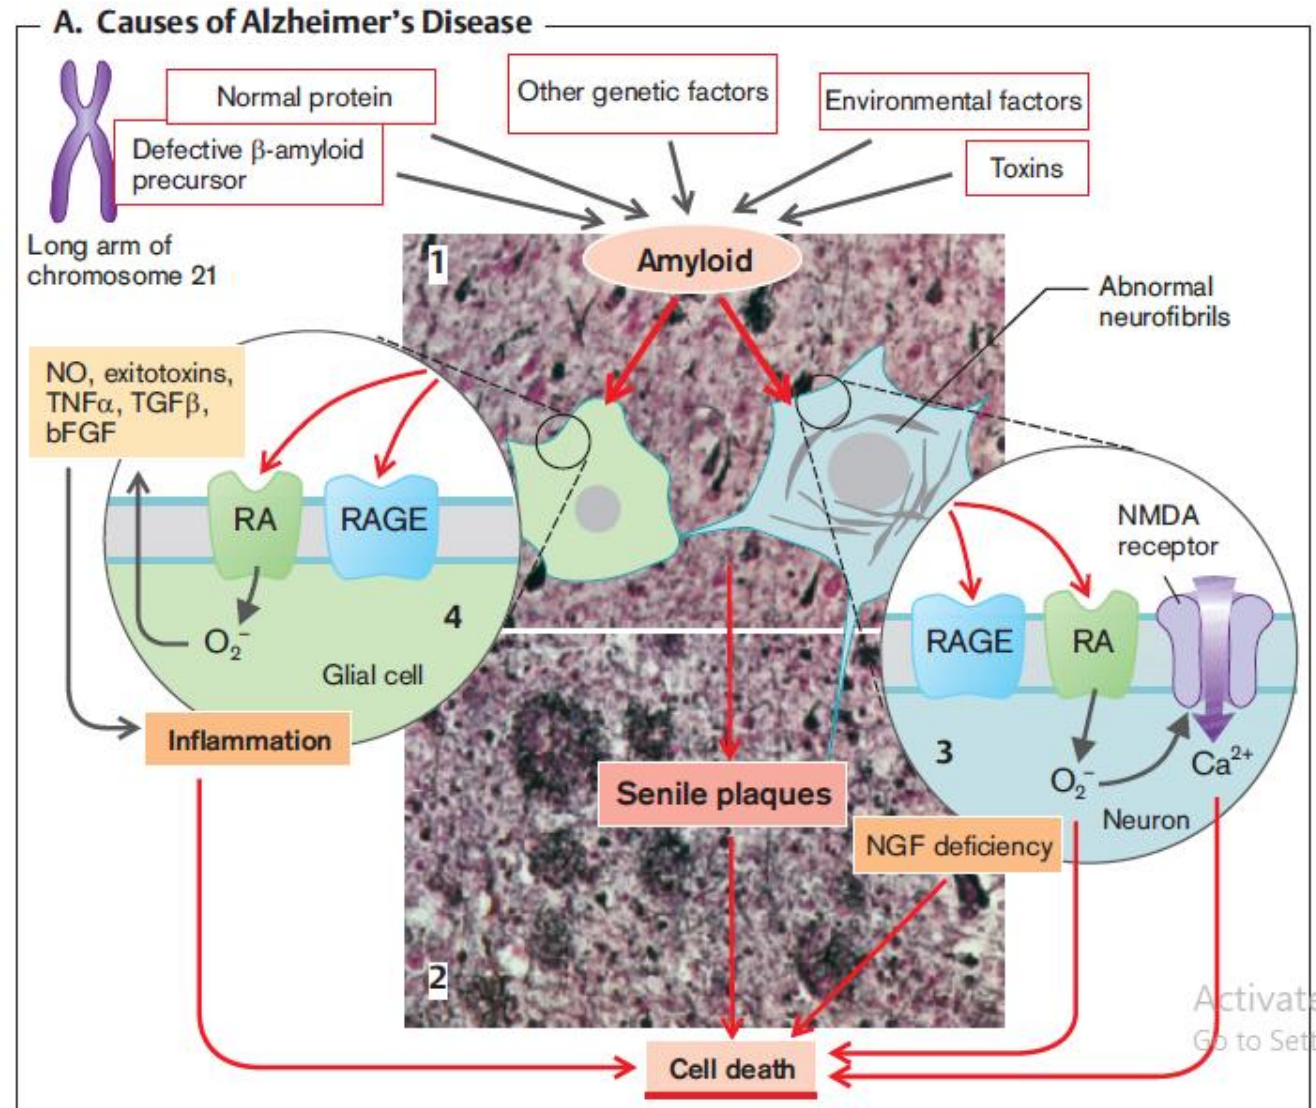 A. Causes of Alzheimer's Disease
Normal protein
Other genetic factors
Environmental factors
Defective β-amyloid
precursor
Toxins
Long arm of
chromosome 21
1
Amyloid
Abnormal
neurofibrils
NO, exitotoxins,
TNFα, TGFβ,
bFGF
RA
RAGE
4
O₂⁻
Glial cell
Inflammation
NMDA
receptor
RAGE
RA
3
O₂⁻
Ca²⁺
Neuron
Senile plaques
NGF deficiency
2
Cell death
Go to